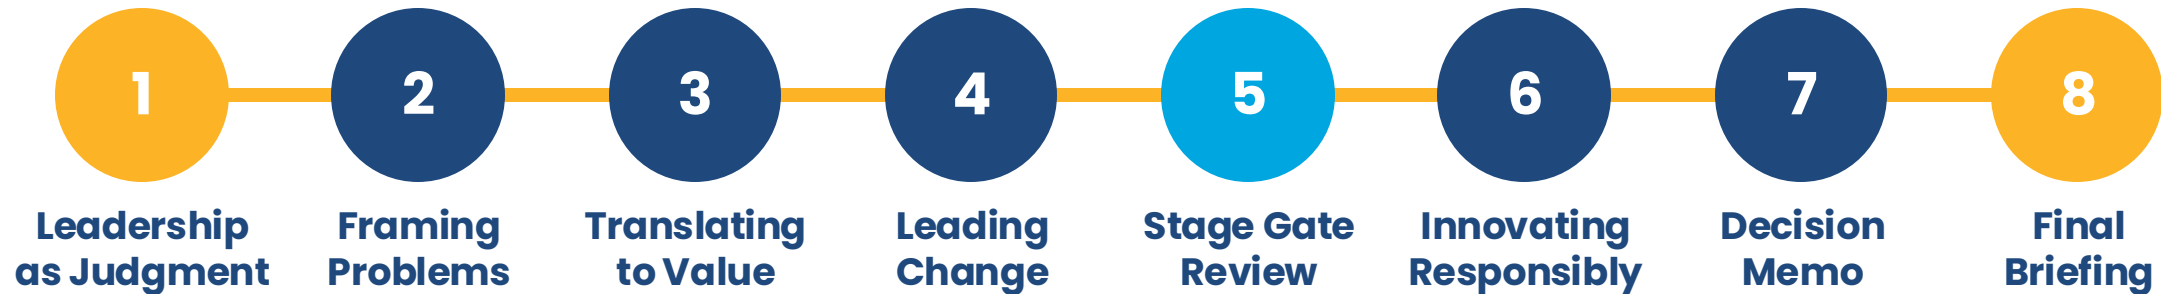 1 2 3 4 5 6 7 8
Leadership
as Judgment
Framing
Problems
Translating
to Value
Leading
Change
Stage Gate
Review
Innovating
Responsibly
Decision
Memo
Final
Briefing